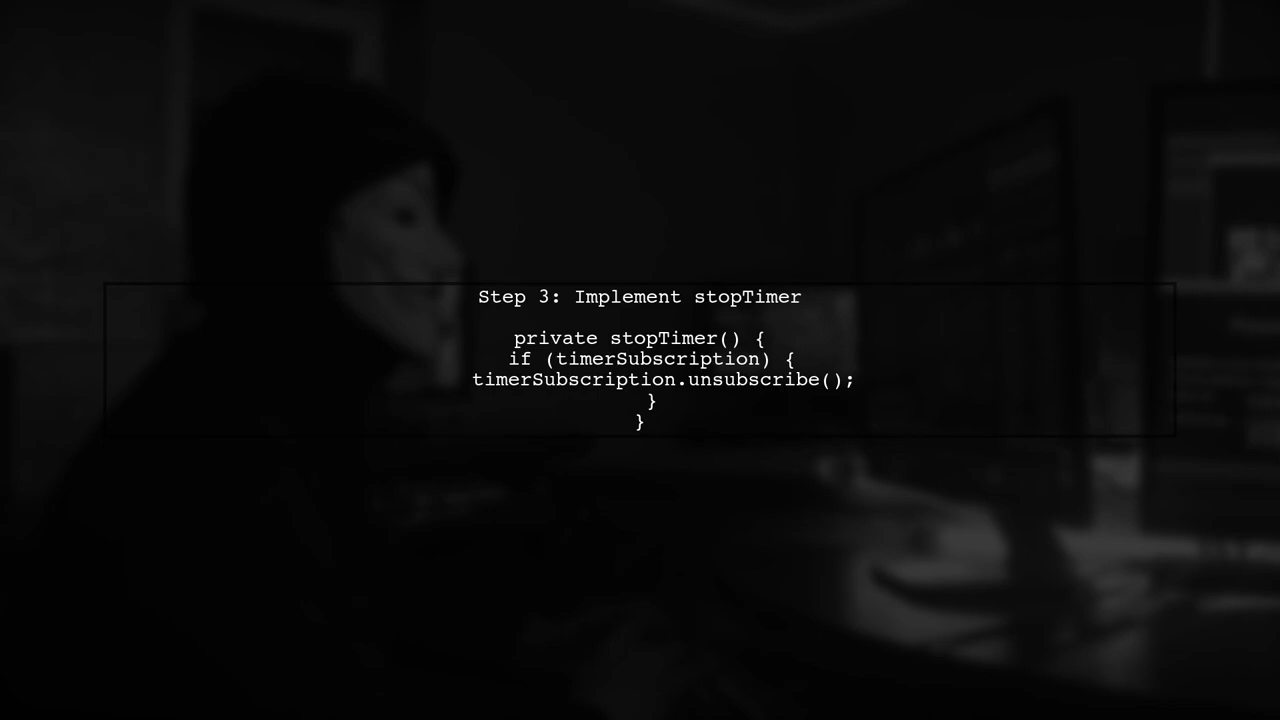 Step 3: Implement stopTimer
private stopTimer() {
if (timerSubscription) {
timerSubscription.unsubscribe();
}
}